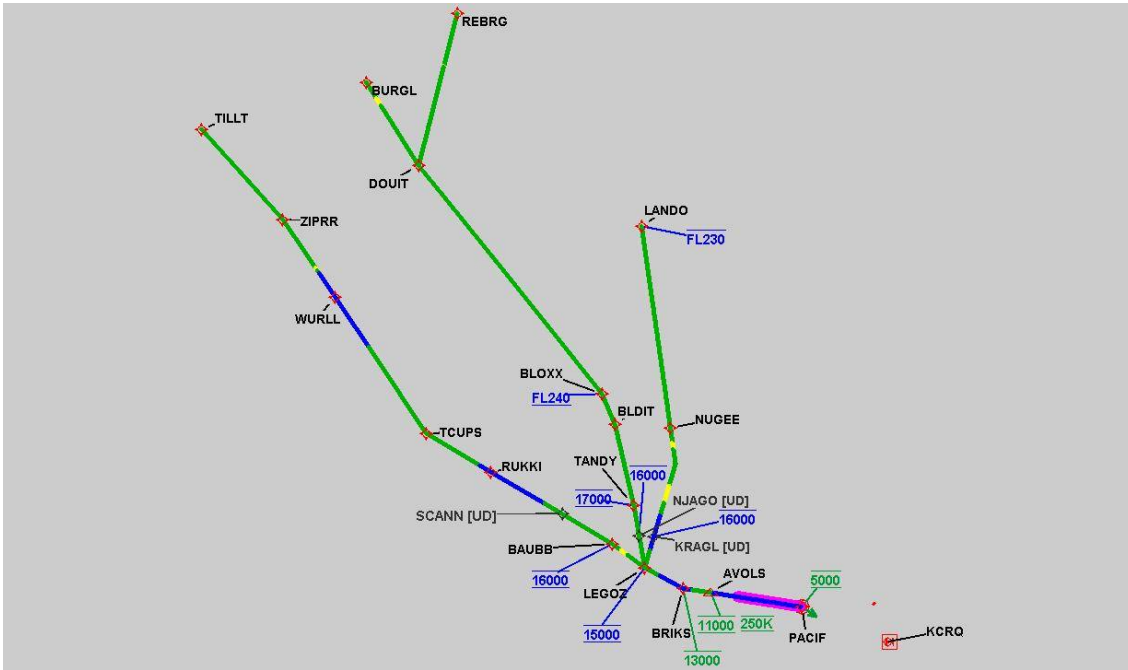 REBRG
BURGL
TILLT
DOUIT
ZIPRR
LANDO
FL230
WURLL
BLOXX
FL240
BLDIT
NUGEE
TCUPS
RUKKI
TANDY
16000
17000
NJAGO [UD]
16000
SCANN [UD]
KRAGL [UD]
BAUBB
16000
LEGOZ
AVOLS
5000
15000
BRIKS
11000
250K
PACIF
KCRQ
13000